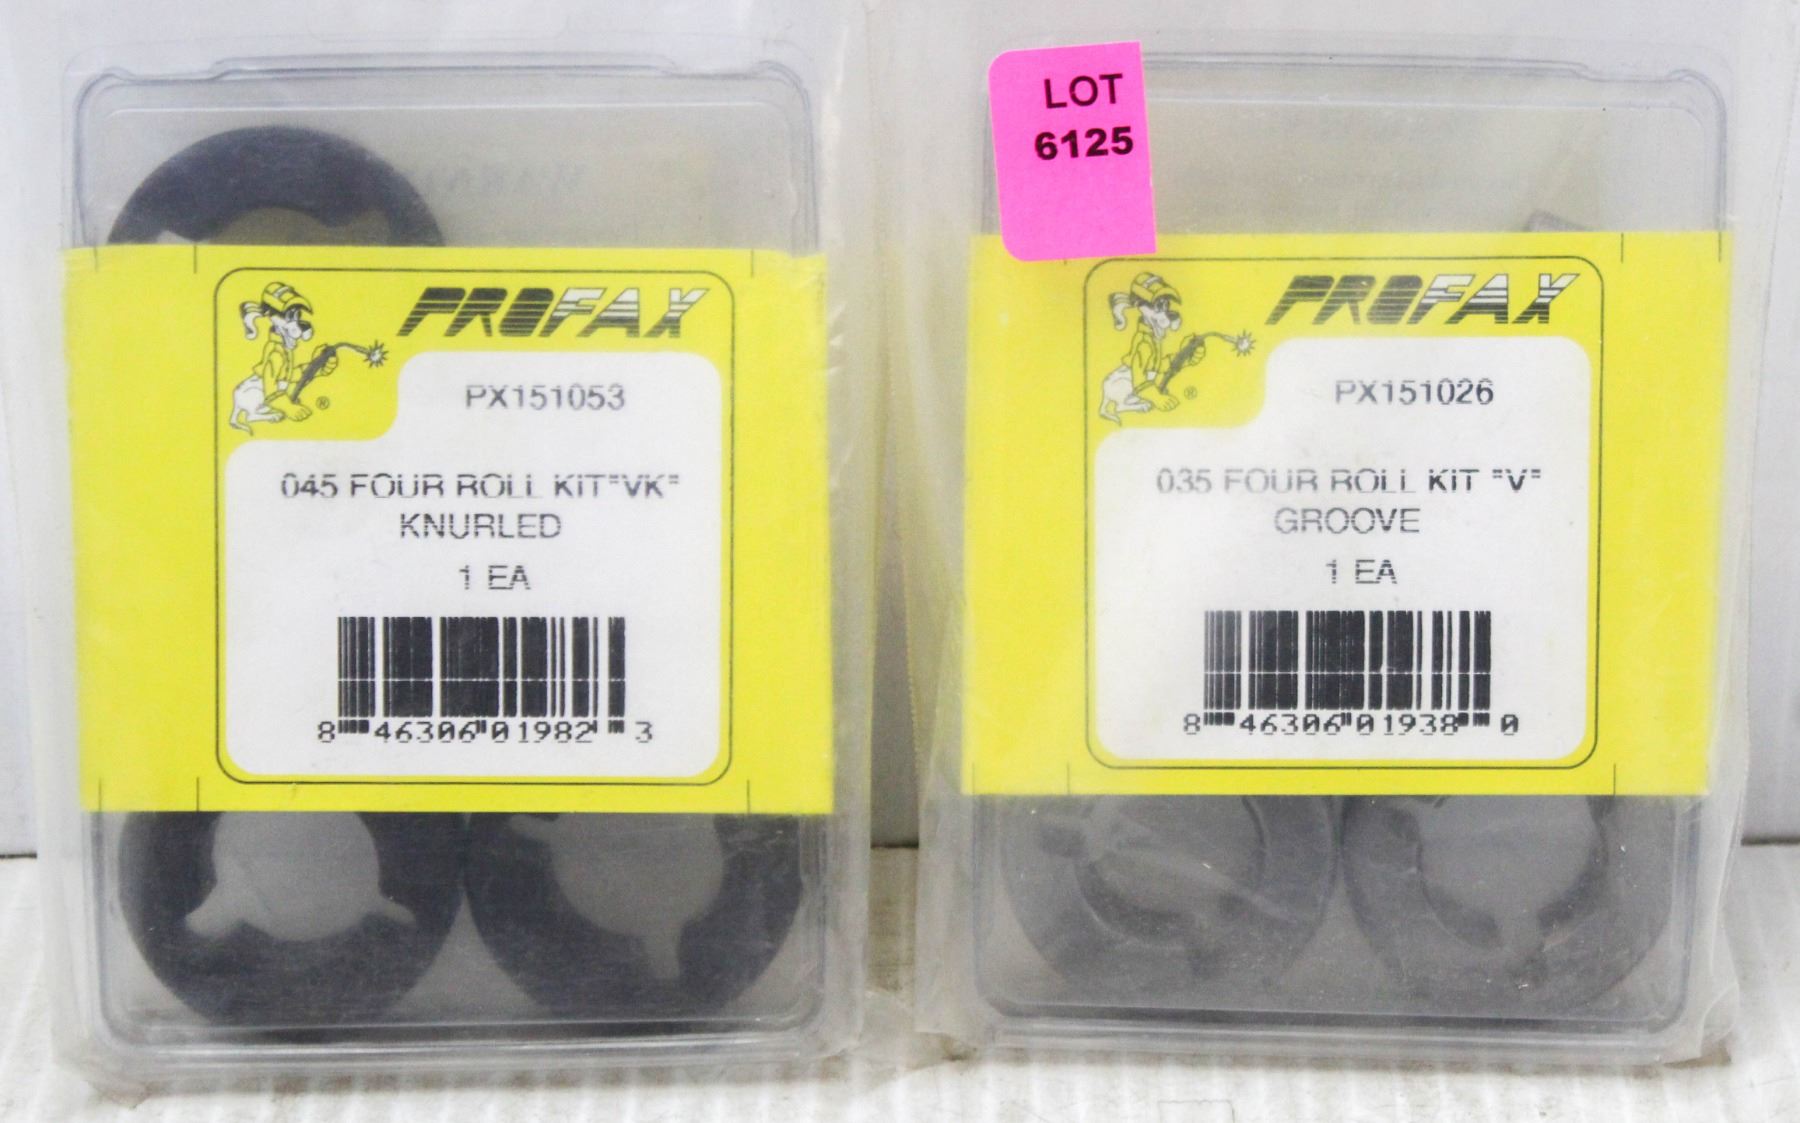 PROFAX
®
PX151053
045 FOUR ROLL KIT"VK"
KNURLED
1 EA
8 46306 01982 3
LOT
6125
PROFAX
®
PX151026
035 FOUR ROLL KIT "V"
GROOVE
1 EA
8 46306 01938 0